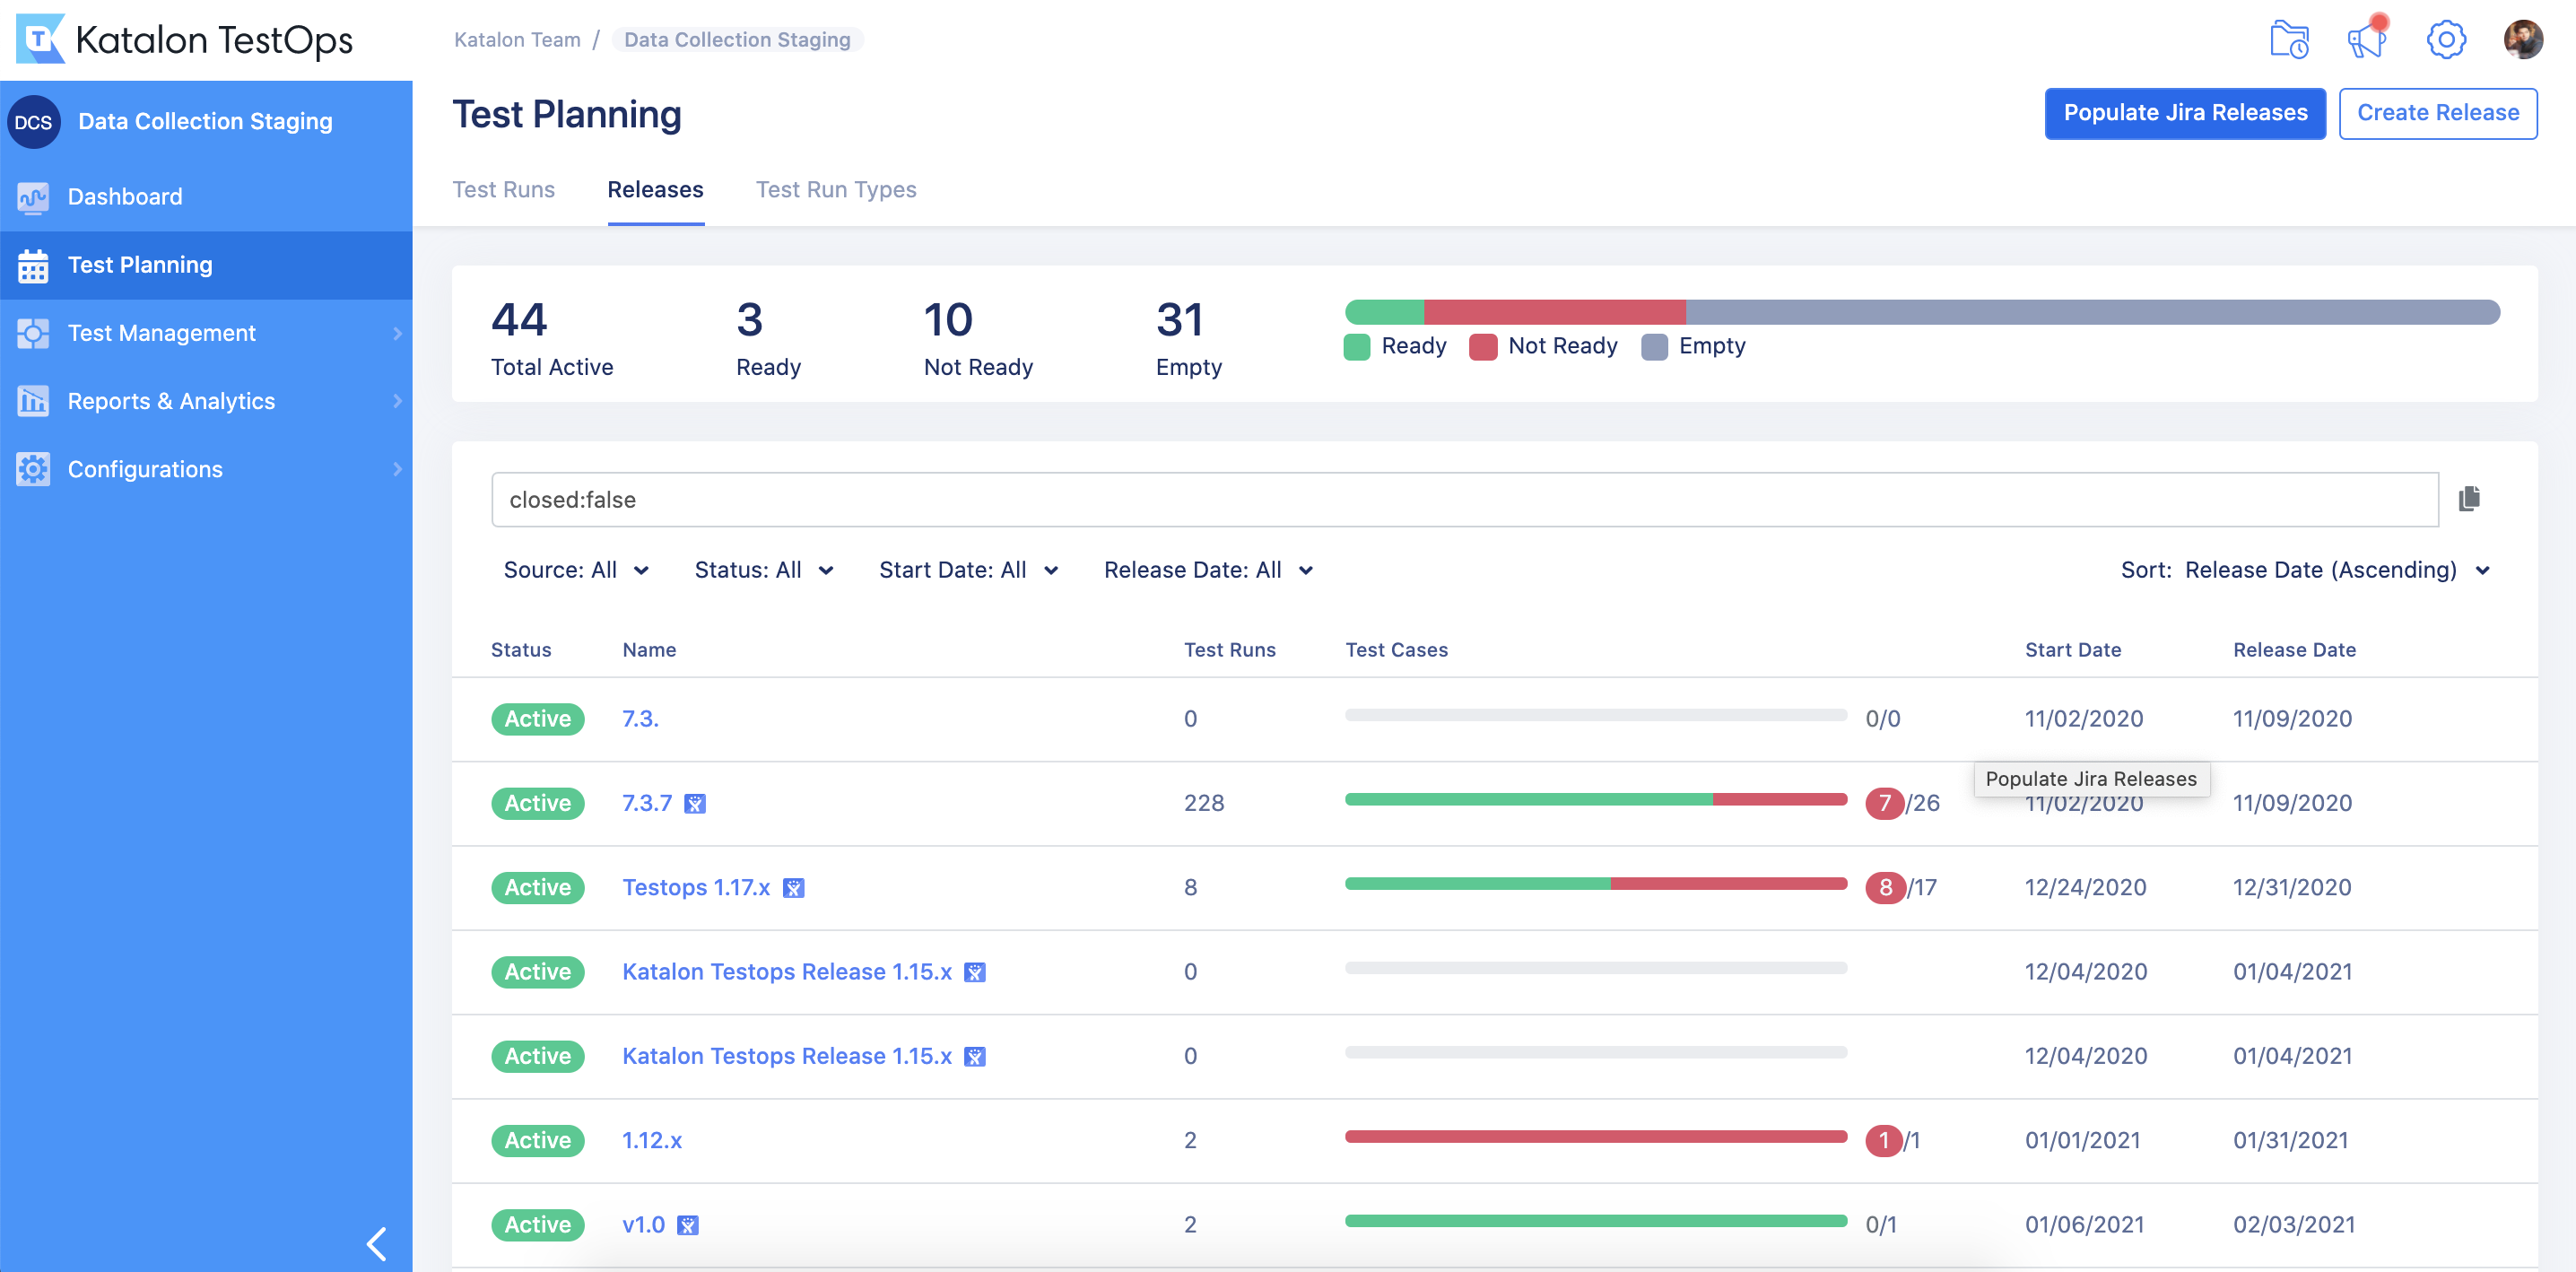 Katalon TestOps
Katalon Team / Data Collection Staging
DCS Data Collection Staging
Dashboard
Test Planning
Test Management
Reports & Analytics
Configurations
Test Planning
Populate Jira Releases
Create Release
Test Runs Releases Test Run Types
44 3 10 31
Total Active Ready Not Ready Empty
Ready Not Ready Empty
closed:false
Source: All Status: All Start Date: All Release Date: All Sort: Release Date (Ascending)
Status Name Test Runs Test Cases Start Date Release Date
Active 7.3. 0 0/0 11/02/2020 11/09/2020
Populate Jira Releases
Active 7.3.7 228 7/26 11/02/2020 11/09/2020
Active Testops 1.17.x 8 8/17 12/24/2020 12/31/2020
Active Katalon Testops Release 1.15.x 0 12/04/2020 01/04/2021
Active Katalon Testops Release 1.15.x 0 12/04/2020 01/04/2021
Active 1.12.x 2 1/1 01/01/2021 01/31/2021
Active v1.0 2 0/1 01/06/2021 02/03/2021